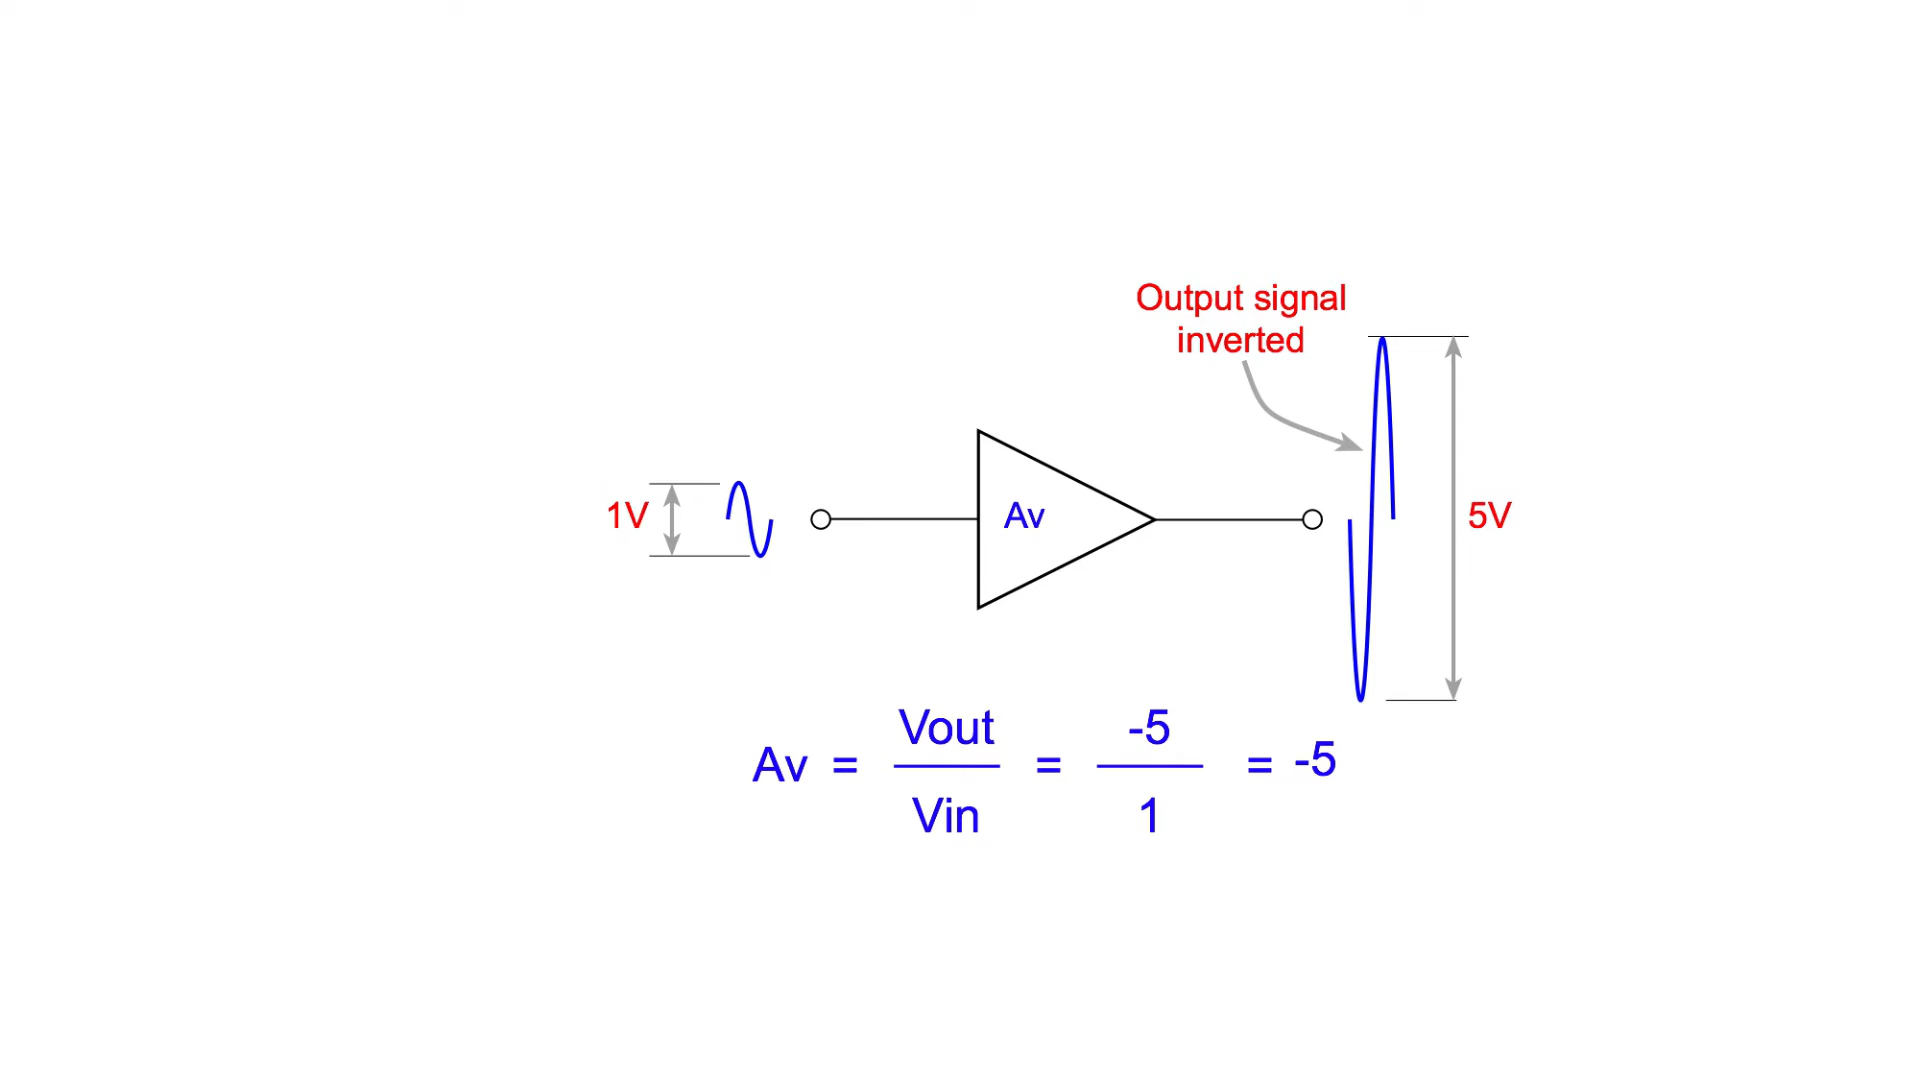 Output signal
inverted
1V
Av
5V
Av = Vout / Vin = -5 / 1 = -5